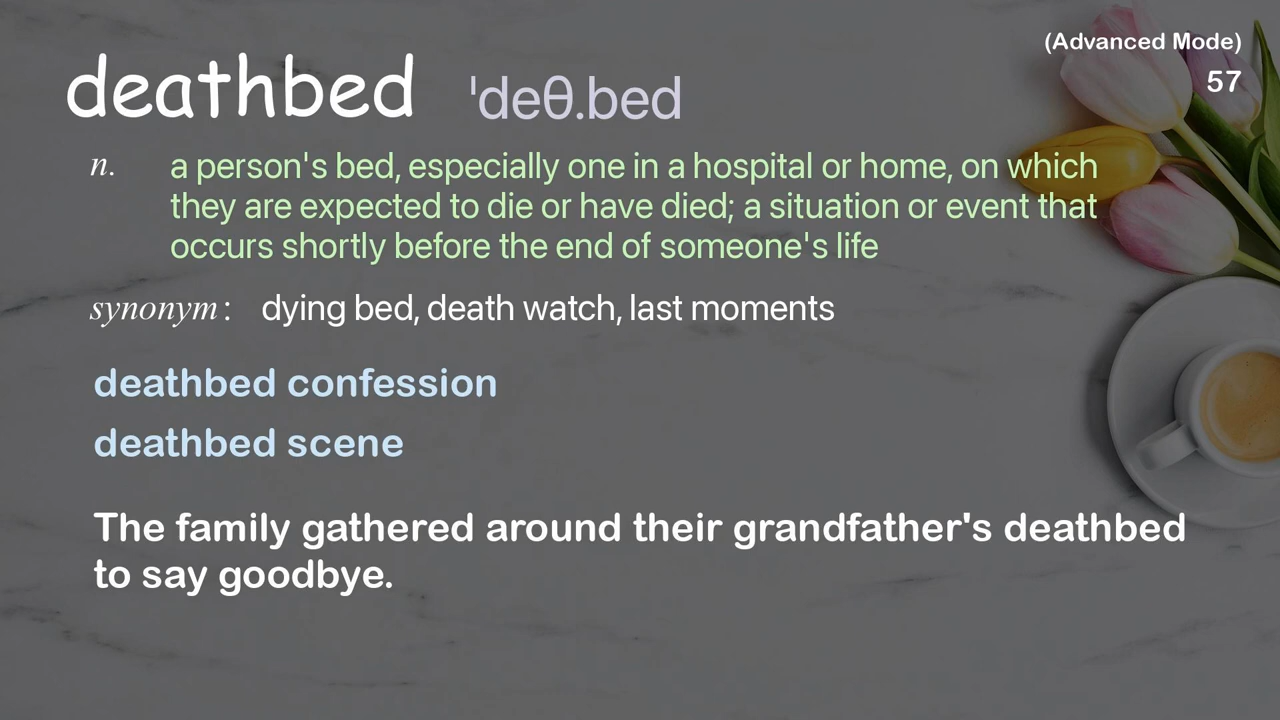 (Advanced Mode)
57
deathbed ˈdeθ.bed
n. a person's bed, especially one in a hospital or home, on which
they are expected to die or have died; a situation or event that
occurs shortly before the end of someone's life
synonym: dying bed, death watch, last moments
deathbed confession
deathbed scene
The family gathered around their grandfather's deathbed
to say goodbye.